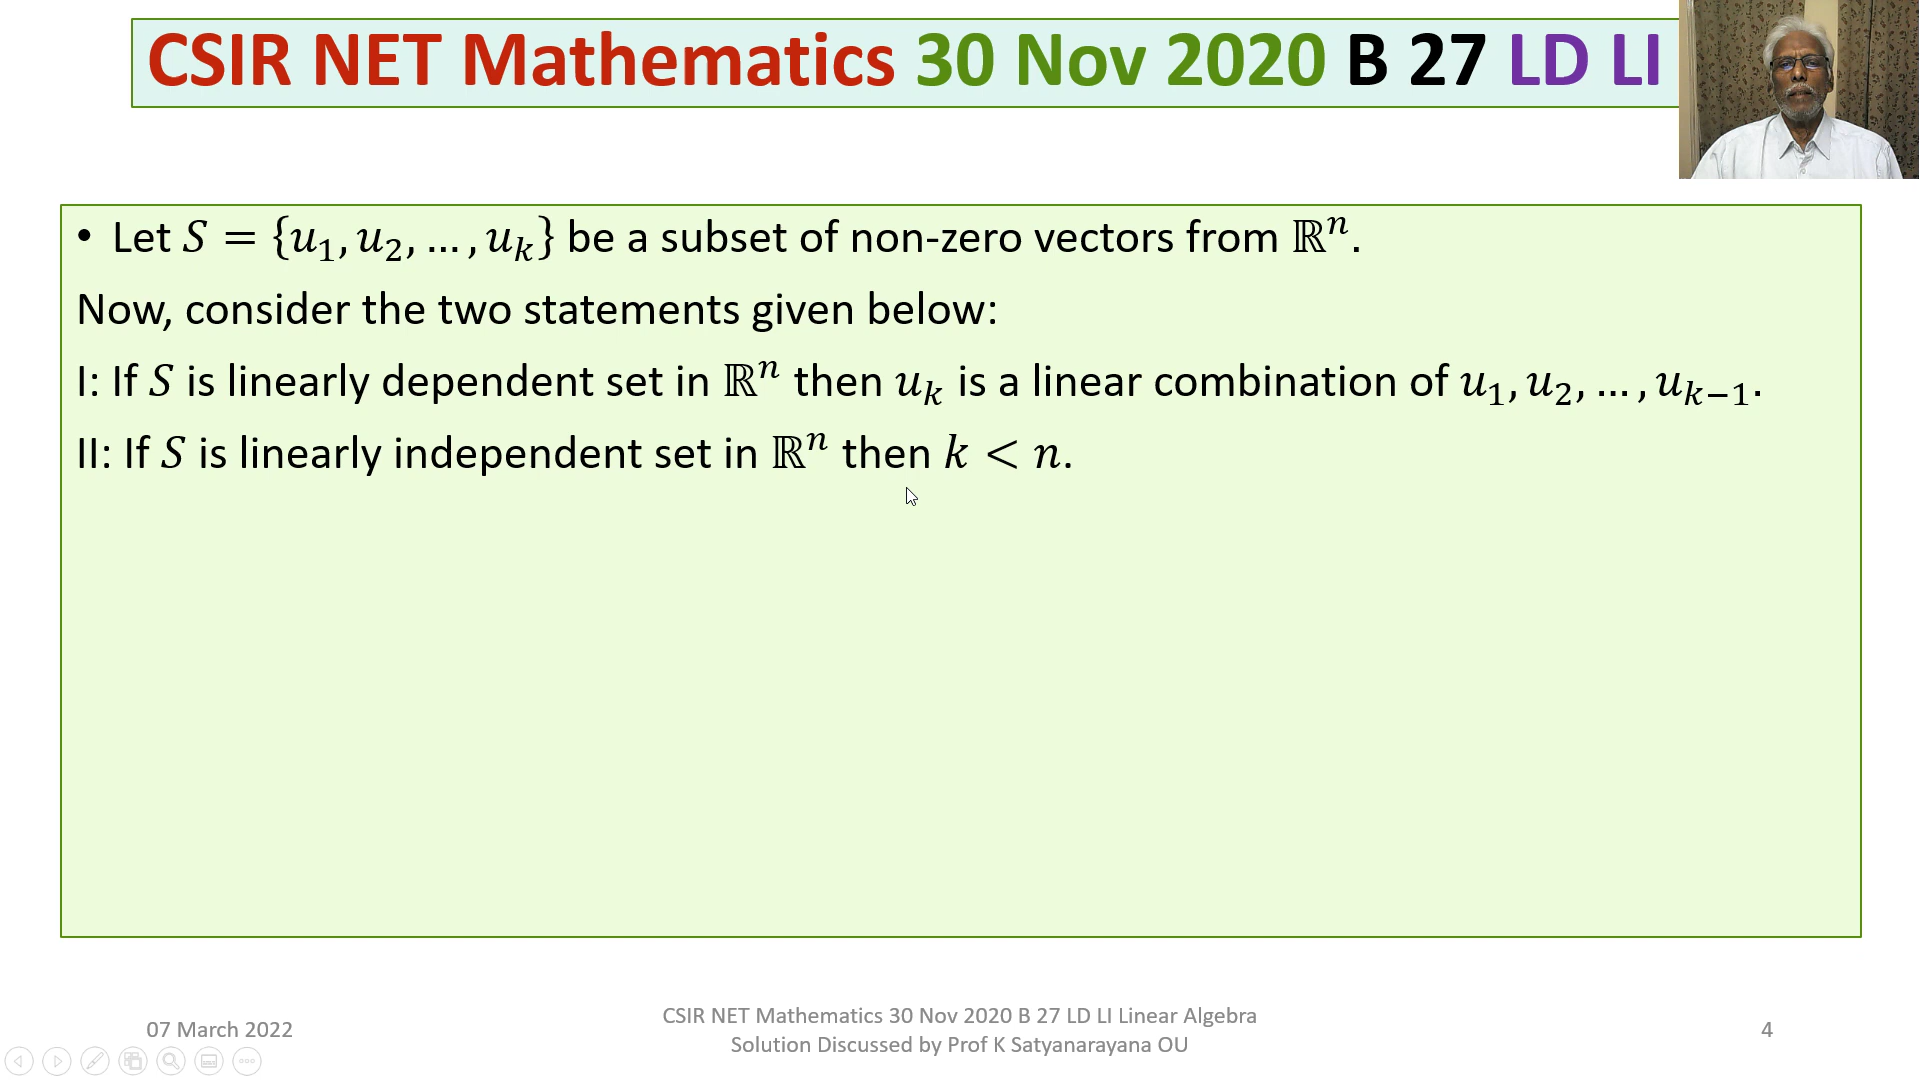 CSIR NET Mathematics 30 Nov 2020 B 27 LD LI
• Let 𝑆 = {𝑢₁, 𝑢₂, … , 𝑢ₖ} be a subset of non-zero vectors from ℝⁿ.
Now, consider the two statements given below:
I: If 𝑆 is linearly dependent set in ℝⁿ then 𝑢ₖ is a linear combination of 𝑢₁, 𝑢₂, … , 𝑢ₖ₋₁.
II: If 𝑆 is linearly independent set in ℝⁿ then 𝑘 < 𝑛.
07 March 2022
CSIR NET Mathematics 30 Nov 2020 B 27 LD LI Linear Algebra
Solution Discussed by Prof K Satyanarayana OU
4